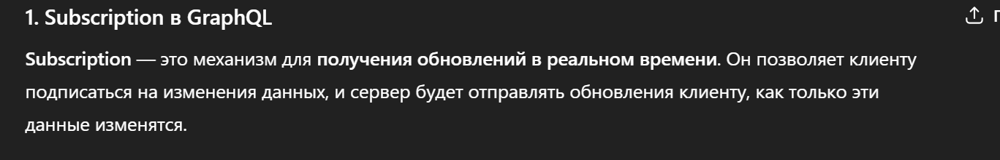 1. Subscription в GraphQL
Subscription — это механизм для получения обновлений в реальном времени. Он позволяет клиенту
подписаться на изменения данных, и сервер будет отправлять обновления клиенту, как только эти
данные изменятся.